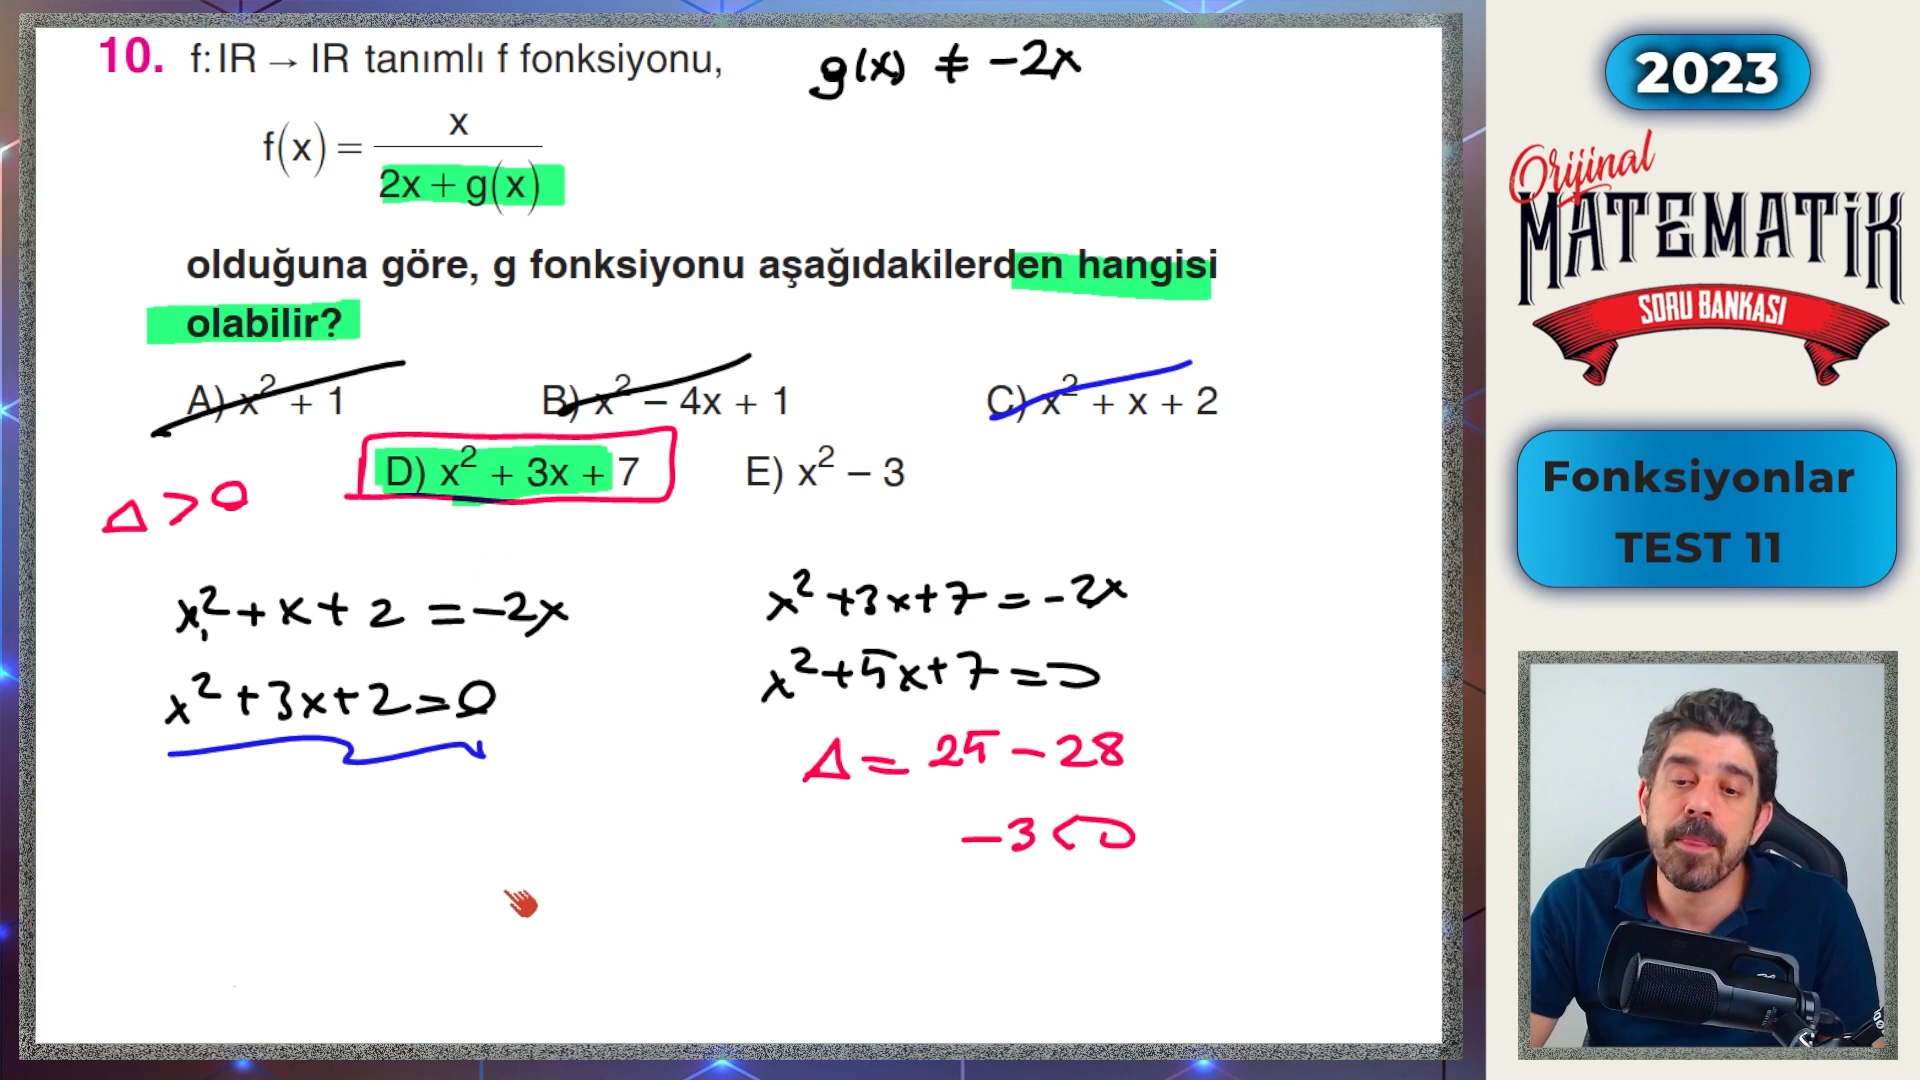 10. f: IR → IR tanımlı f fonksiyonu,
g(x) ≠ -2x
f(x) = x / (2x + g(x))
olduğuna göre, g fonksiyonu aşağıdakilerden hangisi
olabilir?
A) x² + 1
B) x² − 4x + 1
C) x² + x + 2
D) x² + 3x + 7
E) x² − 3
Δ > 0
x² + x + 2 = -2x
x² + 3x + 2 = 0
x² + 3x + 7 = -2x
x² + 5x + 7 = 0
Δ = 25 - 28
-3 < 0
2023
Orijinal
MATEMATİK
SORU BANKASI
Fonksiyonlar
TEST 11